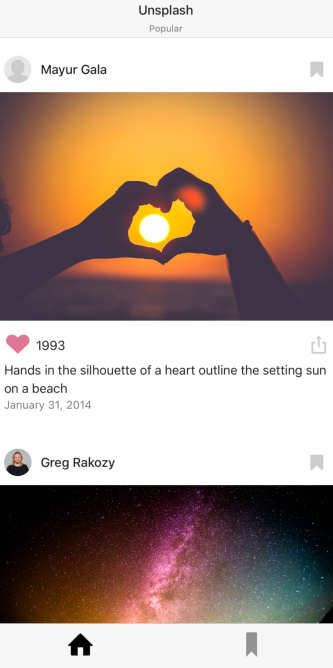 Unsplash
Popular
Mayur Gala
1993
Hands in the silhouette of a heart outline the setting sun
on a beach
January 31, 2014
Greg Rakozy